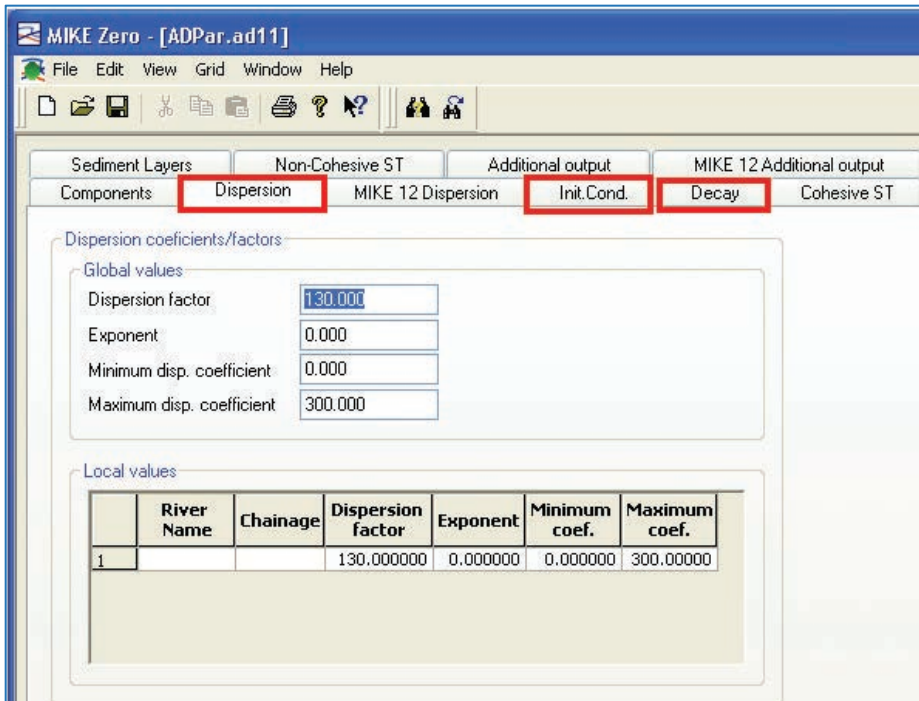 MIKE Zero - [ADPar.ad11]
File Edit View Grid Window Help
Sediment Layers Non-Cohesive ST Additional output MIKE 12 Additional output
Components Dispersion MIKE 12 Dispersion Init.Cond. Decay Cohesive ST
Dispersion coeficients/factors
Global values
Dispersion factor 130.000
Exponent 0.000
Minimum disp. coefficient 0.000
Maximum disp. coefficient 300.000
Local values
River Name Chainage Dispersion factor Exponent Minimum coef. Maximum coef.
1 130.000000 0.000000 0.000000 300.00000